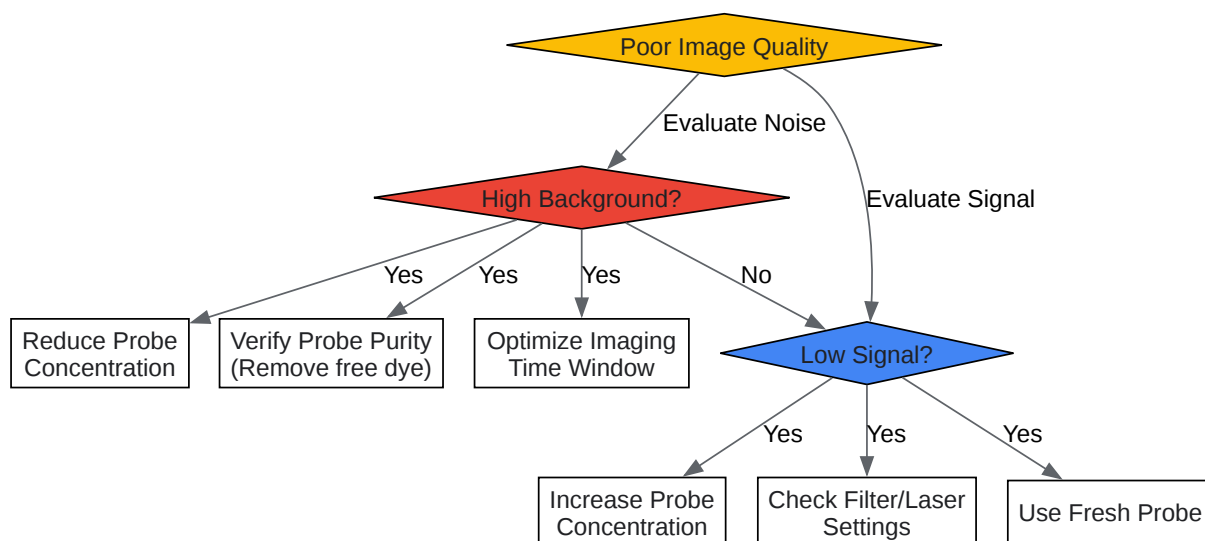 Poor Image Quality
Evaluate Noise
High Background?
Evaluate Signal
Yes
Yes
Yes
No
Reduce Probe
Concentration
Verify Probe Purity
(Remove free dye)
Optimize Imaging
Time Window
Low Signal?
Yes
Yes
Yes
Increase Probe
Concentration
Check Filter/Laser
Settings
Use Fresh Probe